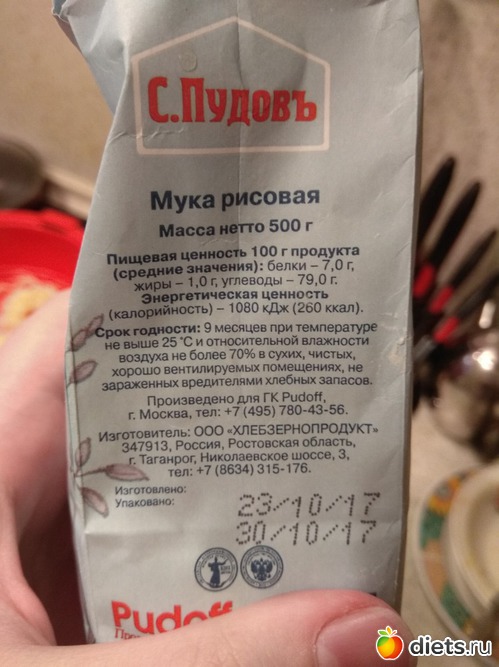 С.Пудовъ
Мука рисовая
Масса нетто 500 г
Пищевая ценность 100 г продукта
(средние значения): белки – 7,0 г,
жиры – 1,0 г, углеводы – 79,0 г.
Энергетическая ценность
(калорийность) – 1080 кДж (260 ккал).
Срок годности: 9 месяцев при температуре
не выше 25 °С и относительной влажности
воздуха не более 70% в сухих, чистых,
хорошо вентилируемых помещениях, не
зараженных вредителями хлебных запасов.
Произведено для ГК Pudoff,
г. Москва, тел: +7 (495) 780-43-56.
Изготовитель: ООО «ХЛЕБЗЕРНОПРОДУКТ»
347913, Россия, Ростовская область,
г. Таганрог, Николаевское шоссе, 3,
тел: +7 (8634) 315-176.
Изготовлено: 23/10/17
Упаковано: 30/10/17
Pudoff
diets.ru